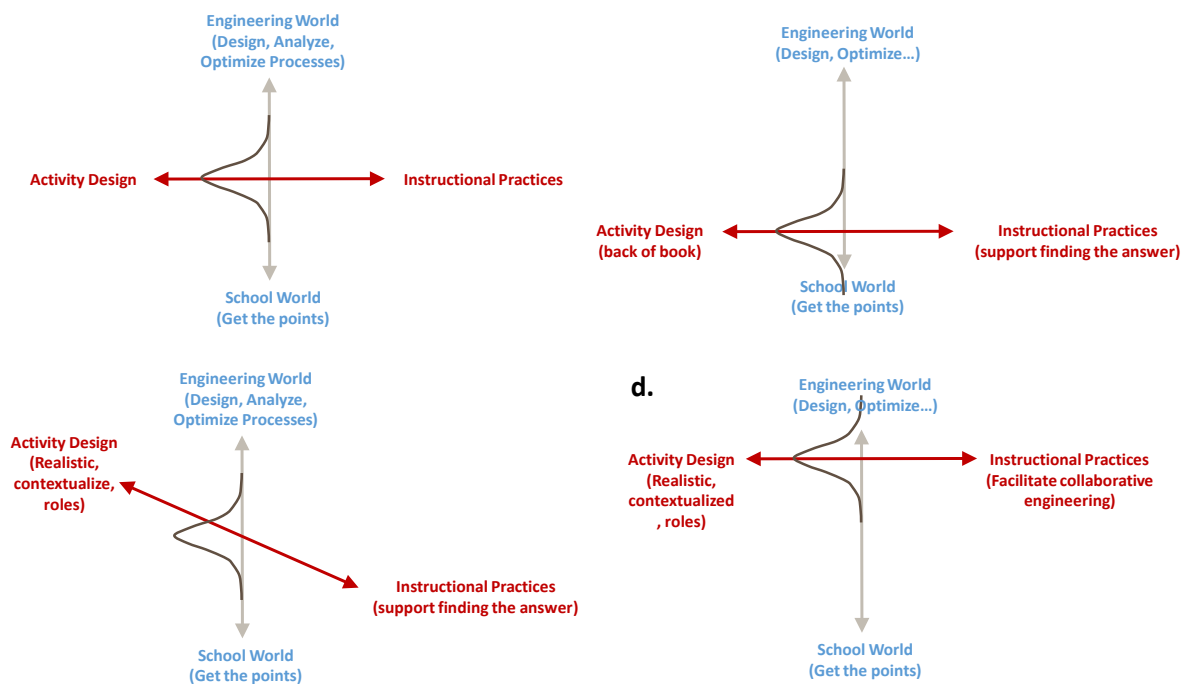 Engineering World
(Design, Analyze,
Optimize Processes)
Activity Design
Instructional Practices
School World
(Get the points)
Engineering World
(Design, Optimize…)
Activity Design
(back of book)
Instructional Practices
(support finding the answer)
School World
(Get the points)
Engineering World
(Design, Analyze,
Optimize Processes)
Activity Design
(Realistic,
contextualize,
roles)
Instructional Practices
(support finding the answer)
School World
(Get the points)
d.
Engineering World
(Design, Optimize…)
Activity Design
(Realistic,
contextualized
, roles)
Instructional Practices
(Facilitate collaborative
engineering)
School World
(Get the points)